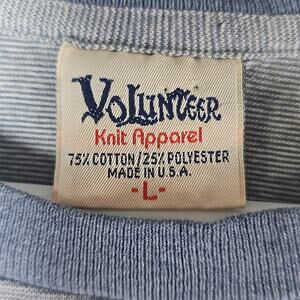 VOLUNTEER
Knit Apparel
75% COTTON/25% POLYESTER
MADE IN U.S.A.
-L-